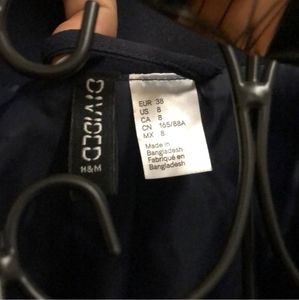 DIVIDED
H&M
EUR 38
US 8
CA 8
CN 165/88A
MX 8
Made in
Bangladesh
Fabriqué en
Bangladesh